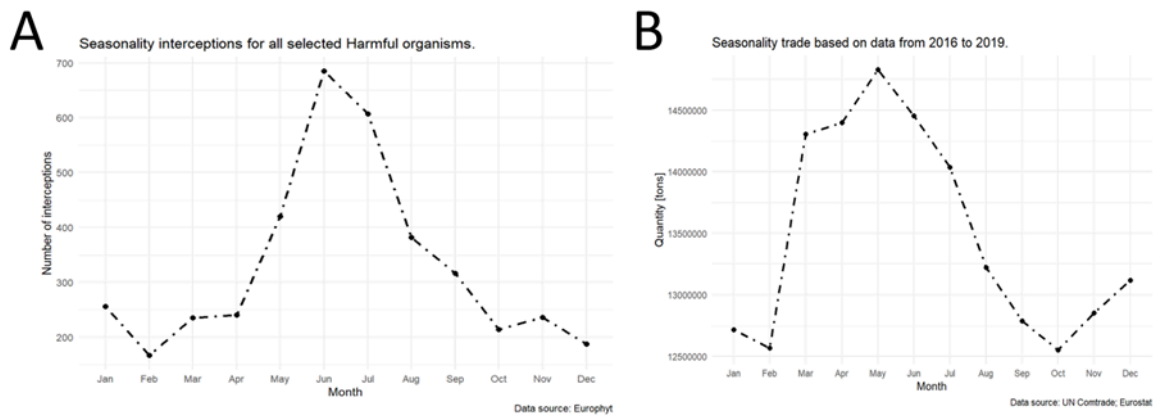 A
Seasonality interceptions for all selected Harmful organisms.
700
600
500
400
300
200
Number of interceptions
Jan Feb Mar Apr May Jun Jul Aug Sep Oct Nov Dec
Month
Data source: Europhyt
B
Seasonality trade based on data from 2016 to 2019.
14500000
14000000
13500000
13000000
12500000
Quantity [tons]
Jan Feb Mar Apr May Jun Jul Aug Sep Oct Nov Dec
Month
Data source: UN Comtrade; Eurostat